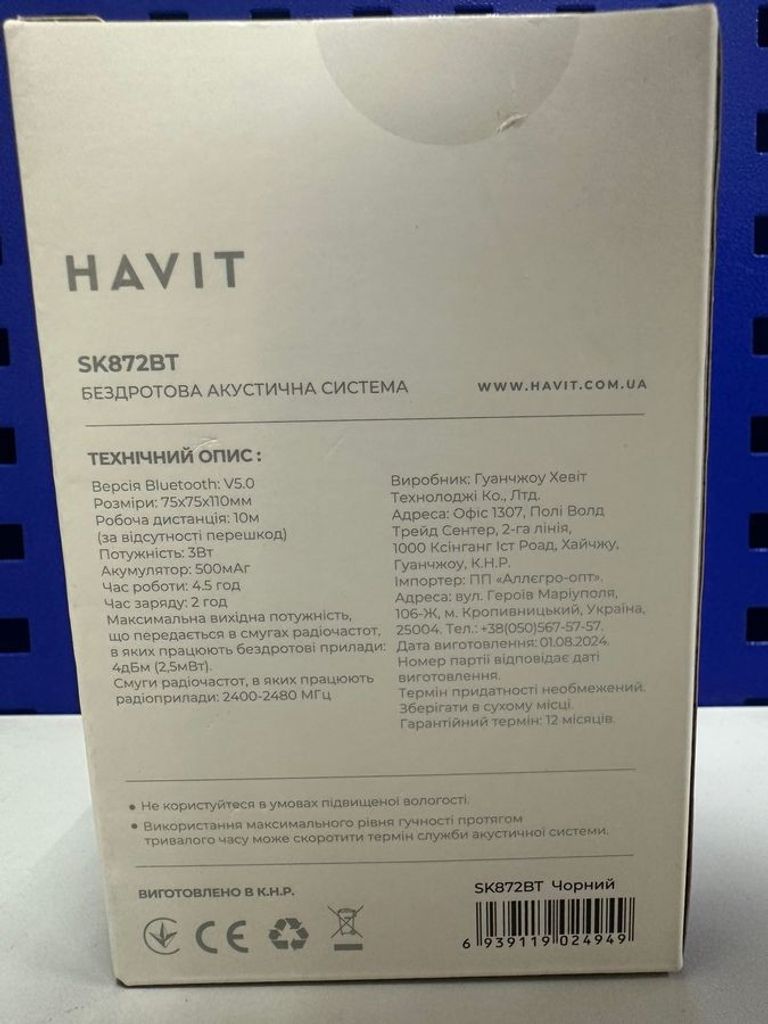 HAVIT
SK872BT
БЕЗДРОТОВА АКУСТИЧНА СИСТЕМА
WWW.HAVIT.COM.UA
ТЕХНІЧНИЙ ОПИС :
Версія Bluetooth: V5.0
Розміри: 75x75x110мм
Робоча дистанція: 10м
(за відсутності перешкод)
Потужність: 3Вт
Акумулятор: 500мАг
Час роботи: 4.5 год
Час заряду: 2 год
Максимальна вихідна потужність,
що передається в смугах радіочастот,
в яких працюють бездротові прилади:
4дБм (2,5мВт).
Смуги радіочастот, в яких працюють
радіоприлади: 2400-2480 МГц
Виробник: Гуанчжоу Хевіт
Технолоджі Ко., Лтд.
Адреса: Офіс 1307, Полі Волд
Трейд Сентер, 2-га лінія,
1000 Ксінганг Іст Роад, Хайчжу,
Гуанчжоу, К.Н.Р.
Імпортер: ПП «Аллєгро-опт».
Адреса: вул. Героїв Маріуполя,
106-Ж, м. Кропивницький, Україна,
25004. Тел.: +38(050)567-57-57.
Дата виготовлення: 01.08.2024.
Номер партії відповідає даті
виготовлення.
Термін придатності необмежений.
Зберігати в сухому місці.
Гарантійний термін: 12 місяців.
• Не користуйтеся в умовах підвищеної вологості.
• Використання максимального рівня гучності протягом
тривалого часу може скоротити термін служби акустичної системи.
ВИГОТОВЛЕНО В К.Н.Р.
CE
SK872BT Чорний
6 939119 024949